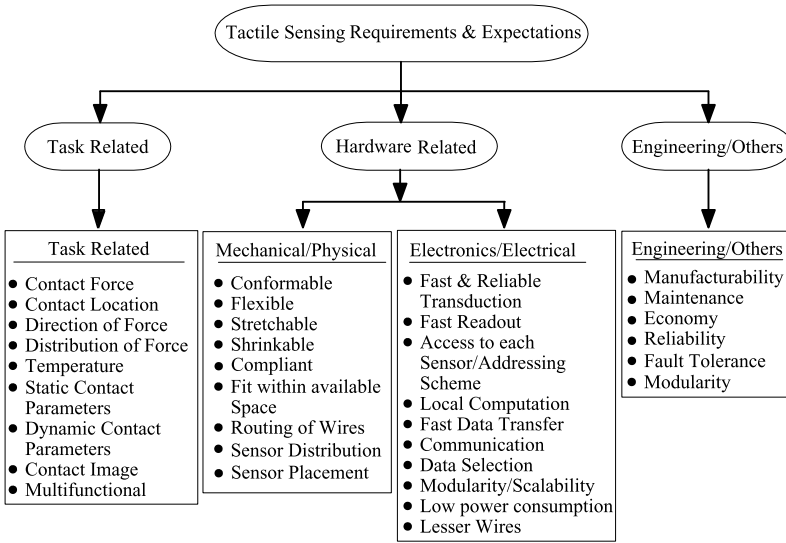 Tactile Sensing Requirements & Expectations
Task Related
Hardware Related
Engineering/Others
Task Related
• Contact Force
• Contact Location
• Direction of Force
• Distribution of Force
• Temperature
• Static Contact
Parameters
• Dynamic Contact
Parameters
• Contact Image
• Multifunctional
Mechanical/Physical
• Conformable
• Flexible
• Stretchable
• Shrinkable
• Compliant
• Fit within available
Space
• Routing of Wires
• Sensor Distribution
• Sensor Placement
Electronics/Electrical
• Fast & Reliable
Transduction
• Fast Readout
• Access to each
Sensor/Addressing
Scheme
• Local Computation
• Fast Data Transfer
• Communication
• Data Selection
• Modularity/Scalability
• Low power consumption
• Lesser Wires
Engineering/Others
• Manufacturability
• Maintenance
• Economy
• Reliability
• Fault Tolerance
• Modularity